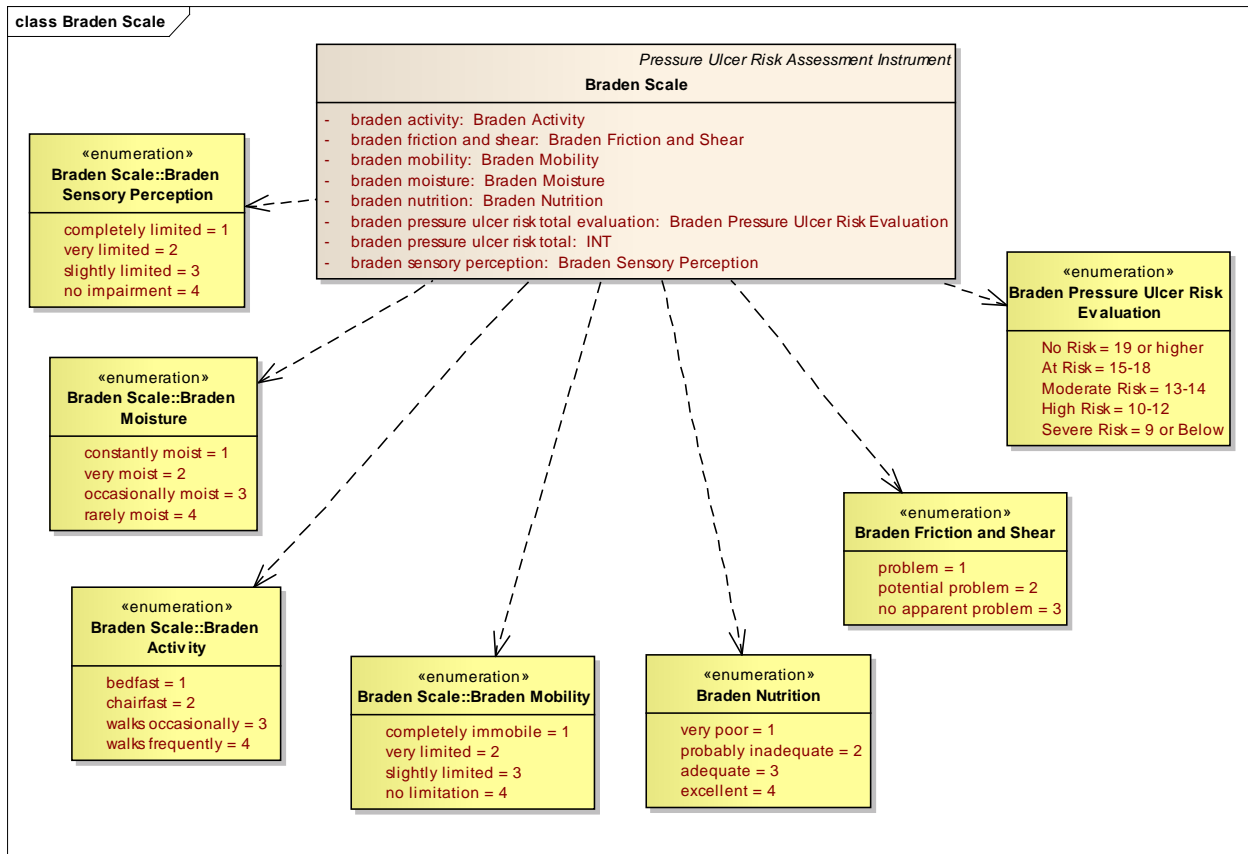 class Braden Scale
Pressure Ulcer Risk Assessment Instrument
Braden Scale
- braden activity: Braden Activity
- braden friction and shear: Braden Friction and Shear
- braden mobility: Braden Mobility
- braden moisture: Braden Moisture
- braden nutrition: Braden Nutrition
- braden pressure ulcer risk total evaluation: Braden Pressure Ulcer Risk Evaluation
- braden pressure ulcer risk total: INT
- braden sensory perception: Braden Sensory Perception
«enumeration»
Braden Scale::Braden
Sensory Perception
completely limited = 1
very limited = 2
slightly limited = 3
no impairment = 4
«enumeration»
Braden Pressure Ulcer Risk
Evaluation
No Risk = 19 or higher
At Risk = 15-18
Moderate Risk = 13-14
High Risk = 10-12
Severe Risk = 9 or Below
«enumeration»
Braden Scale::Braden
Moisture
constantly moist = 1
very moist = 2
occasionally moist = 3
rarely moist = 4
«enumeration»
Braden Friction and Shear
problem = 1
potential problem = 2
no apparent problem = 3
«enumeration»
Braden Scale::Braden
Activity
bedfast = 1
chairfast = 2
walks occasionally = 3
walks frequently = 4
«enumeration»
Braden Scale::Braden Mobility
completely immobile = 1
very limited = 2
slightly limited = 3
no limitation = 4
«enumeration»
Braden Nutrition
very poor = 1
probably inadequate = 2
adequate = 3
excellent = 4